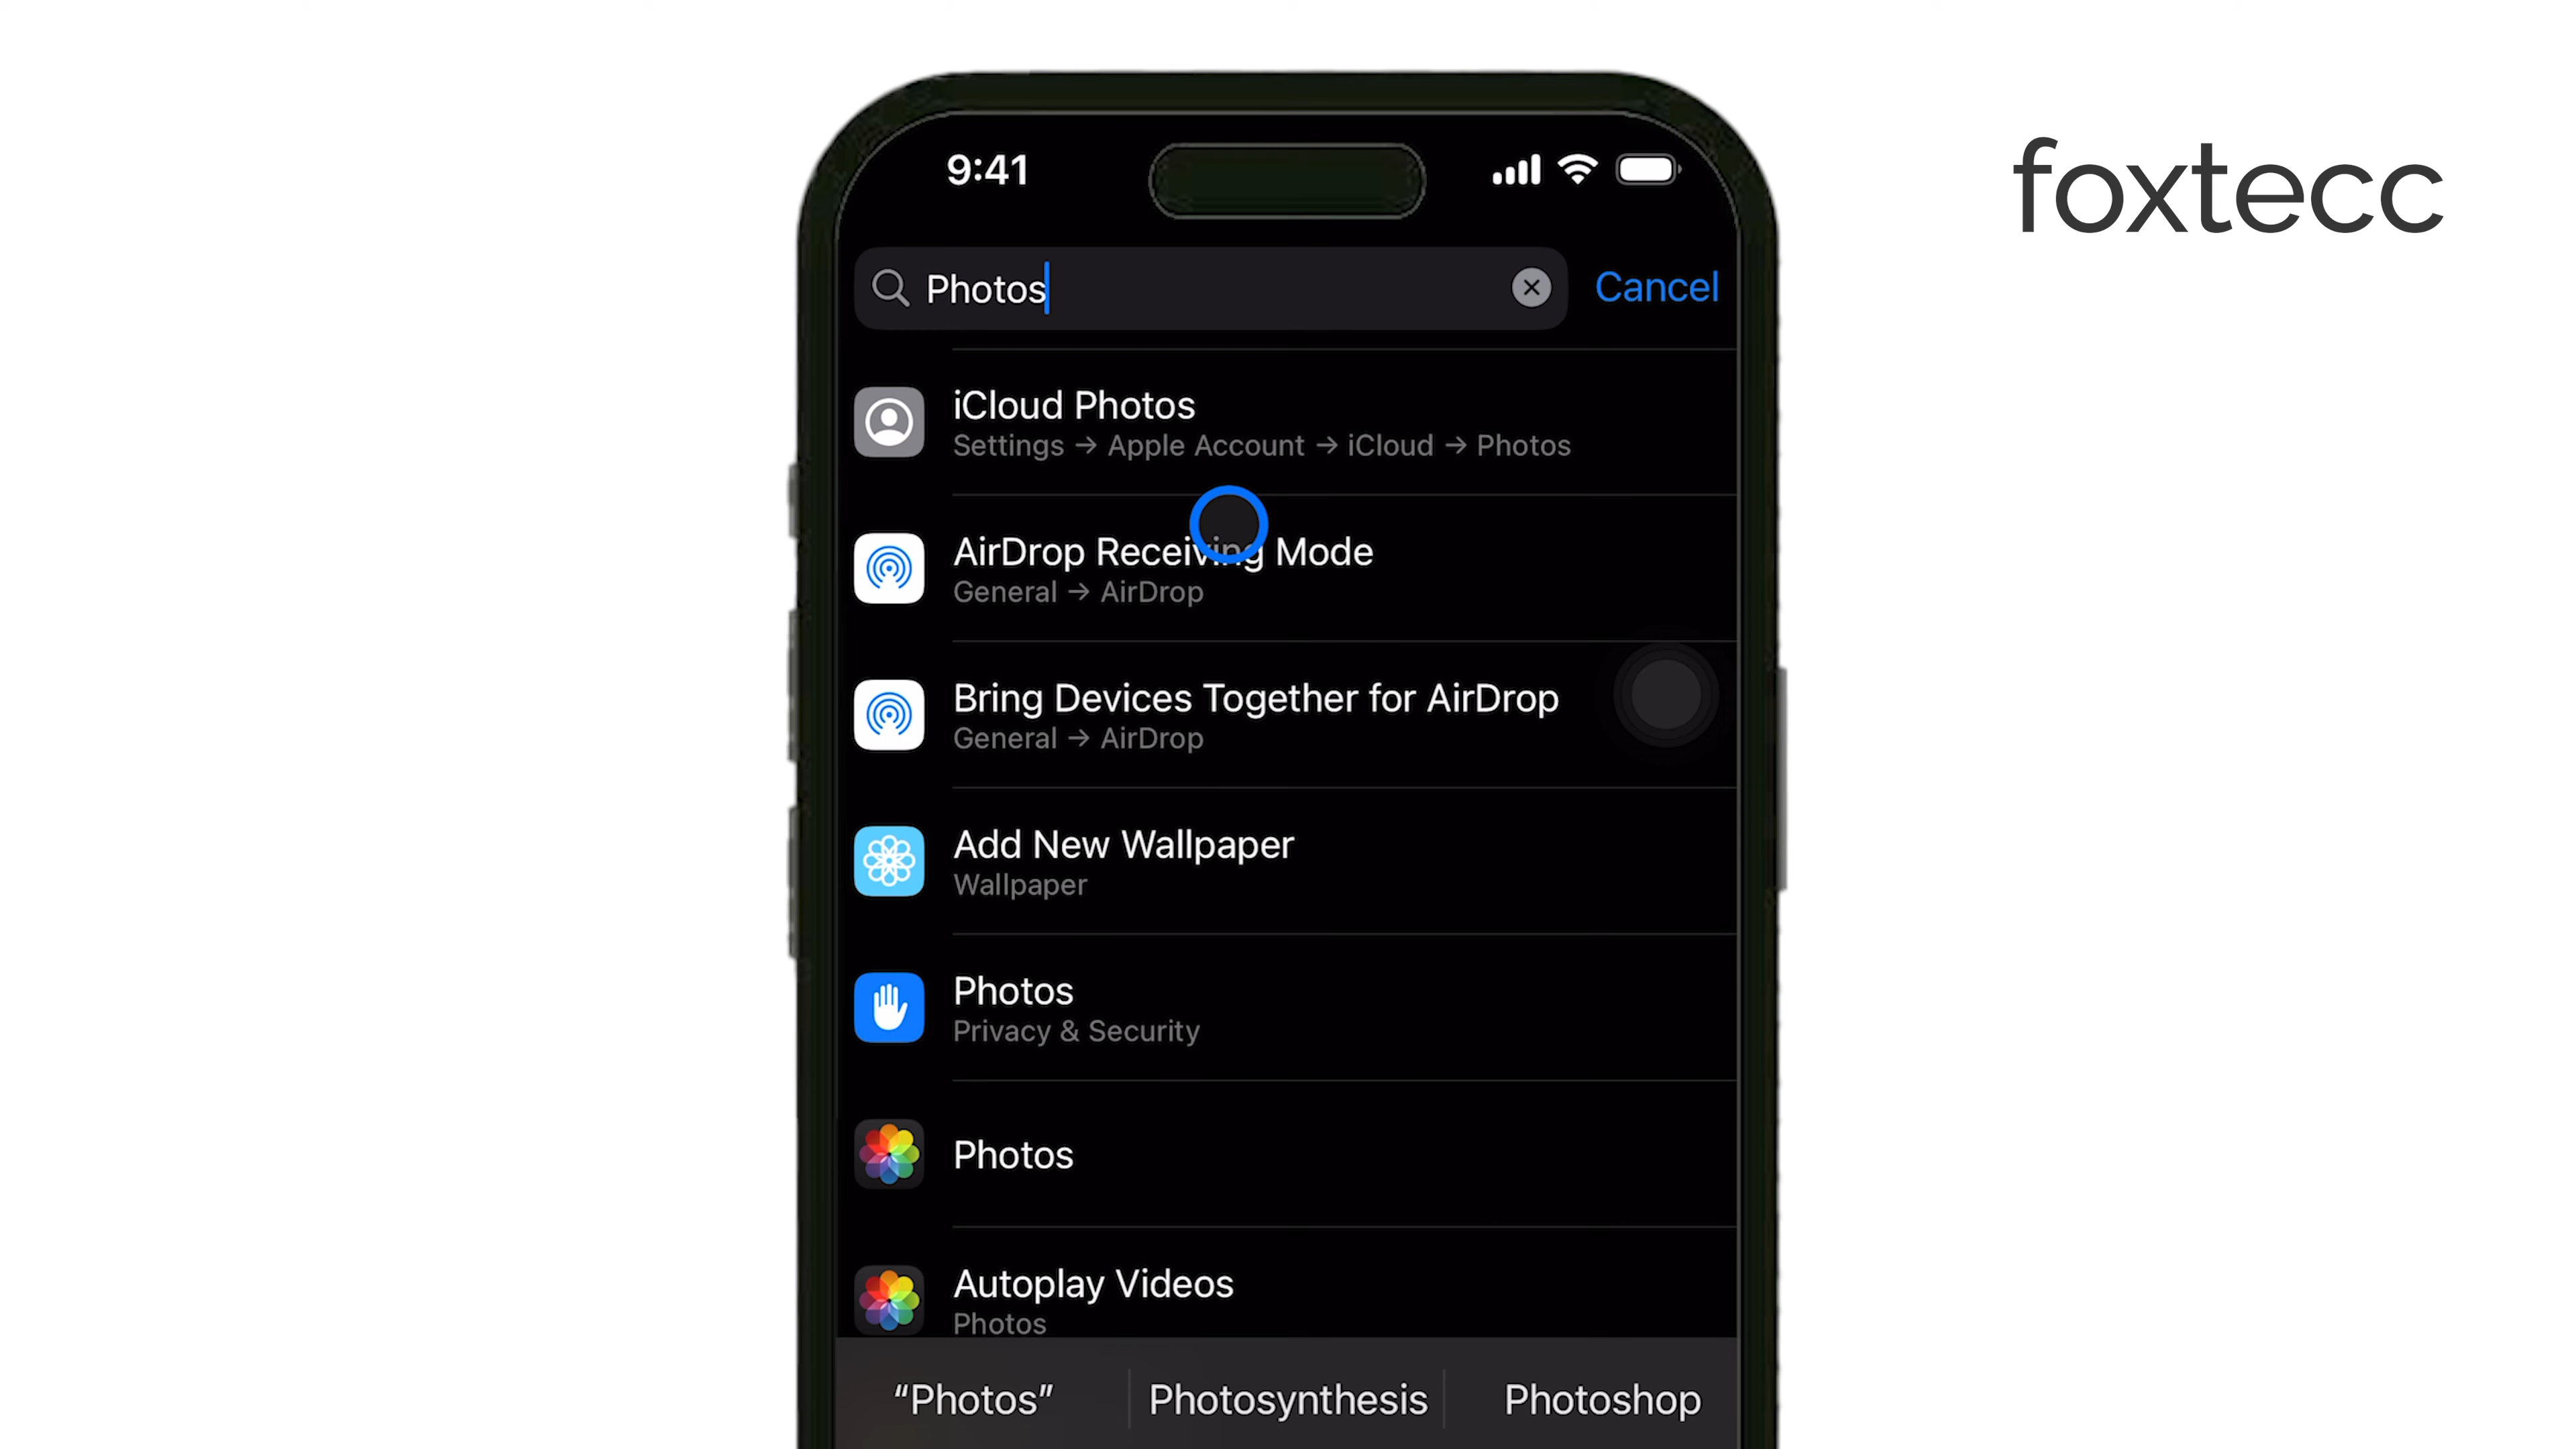 foxtecc
9:41
Photos
Cancel
iCloud Photos
Settings → Apple Account → iCloud → Photos
AirDrop Receiving Mode
General → AirDrop
Bring Devices Together for AirDrop
General → AirDrop
Add New Wallpaper
Wallpaper
Photos
Privacy & Security
Photos
Autoplay Videos
Photos
“Photos” Photosynthesis Photoshop